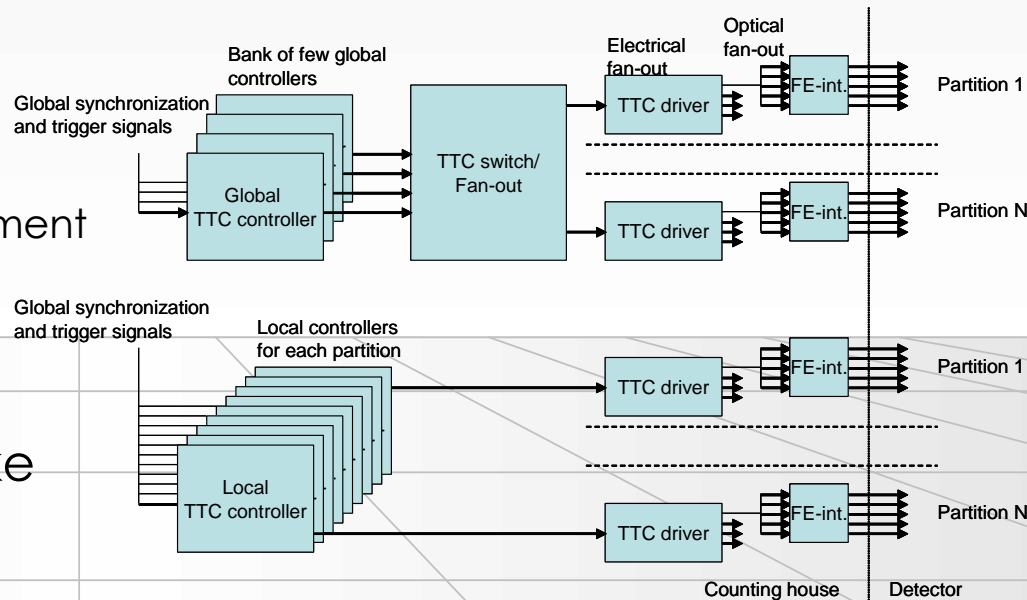 Bank of few global
controllers
Global synchronization
and trigger signals
Global
TTC controller
TTC switch/
Fan-out
Electrical
fan-out
Optical
fan-out
TTC driver
FE-int.
Partition 1
TTC driver
FE-int.
Partition N
ment
Global synchronization
and trigger signals
Local controllers
for each partition
Local
TTC controller
TTC driver
FE-int.
Partition 1
TTC driver
FE-int.
Partition N
Counting house
Detector